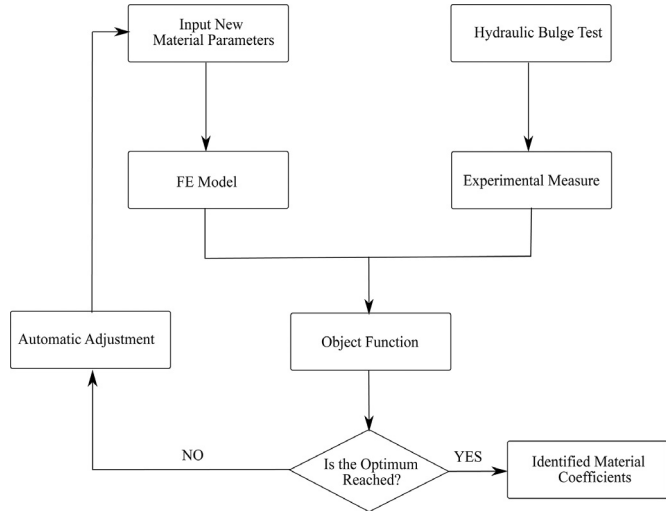 Input New
Material Parameters
Hydraulic Bulge Test
FE Model
Experimental Measure
Automatic Adjustment
Object Function
NO
Is the Optimum
Reached?
YES
Identified Material
Coefficients